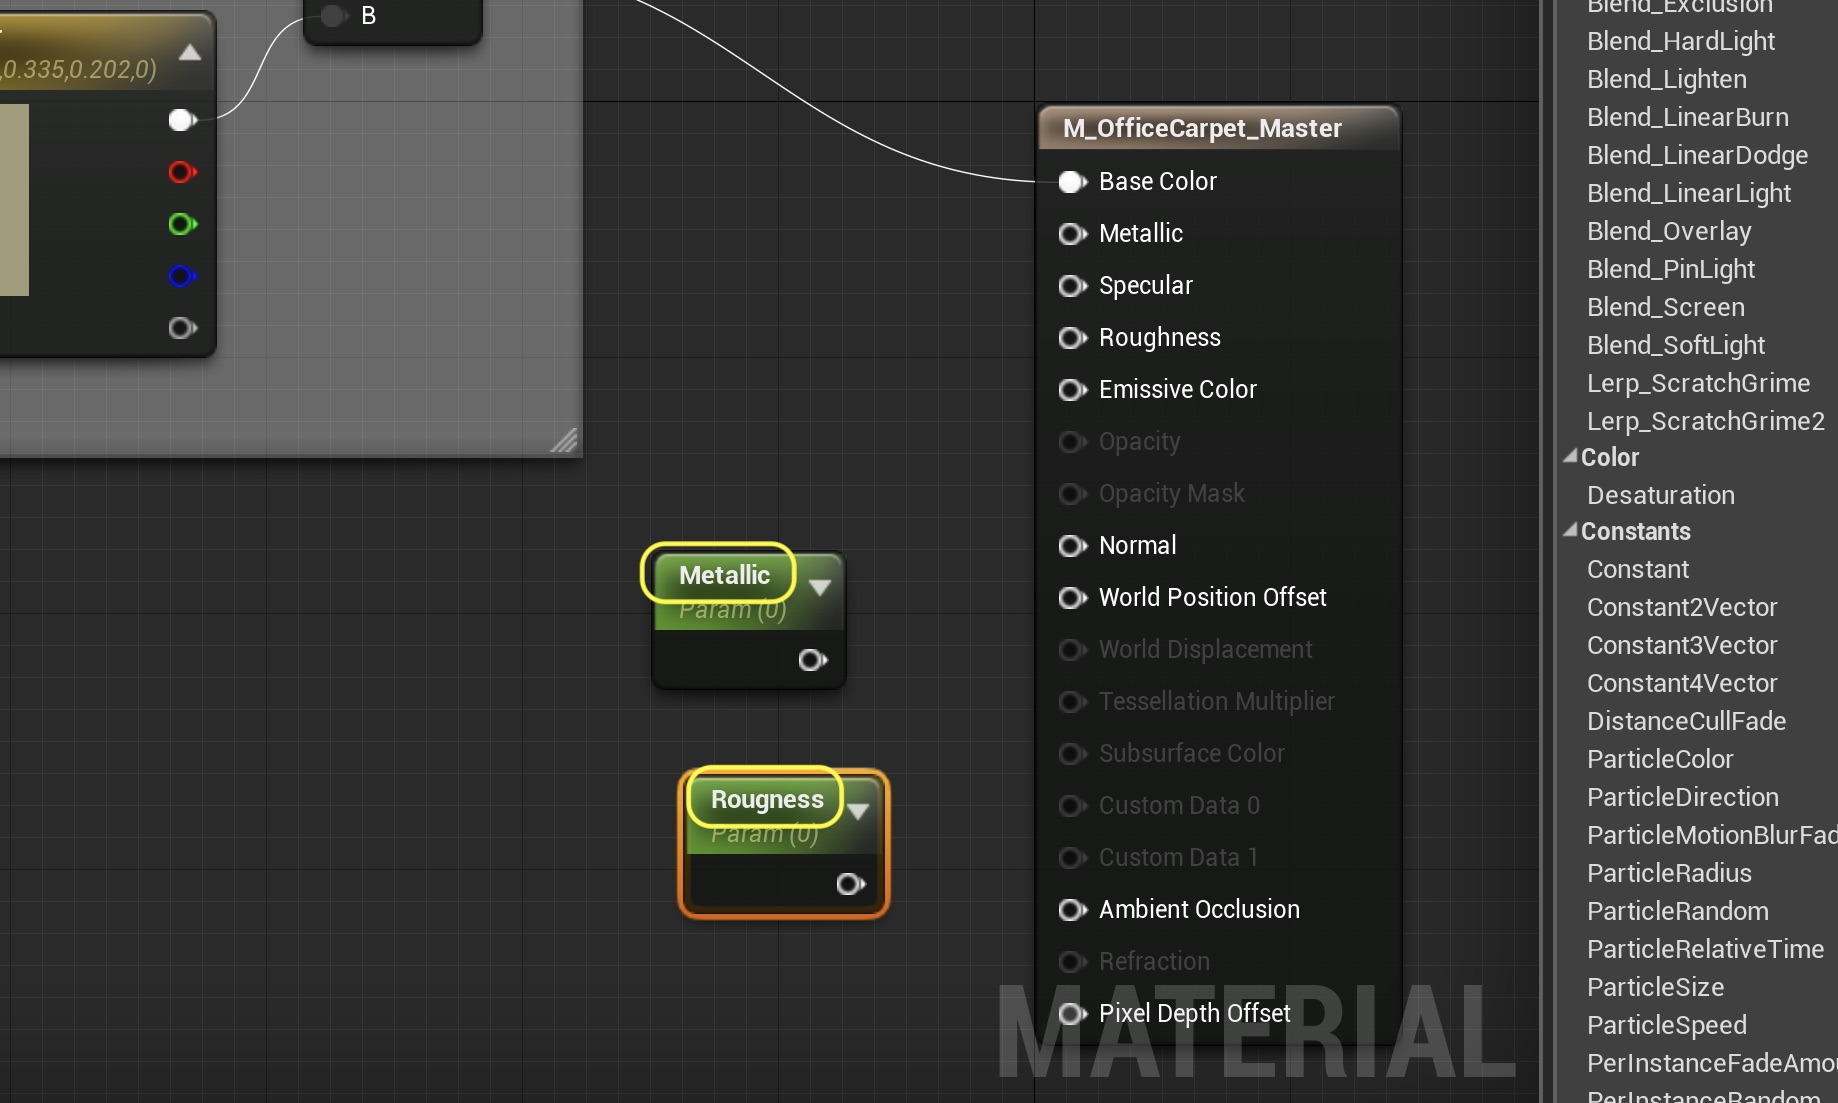 B
,0.335,0.202,0)
M_OfficeCarpet_Master
Base Color
Metallic
Specular
Roughness
Emissive Color
Opacity
Opacity Mask
Normal
World Position Offset
World Displacement
Tessellation Multiplier
Subsurface Color
Custom Data 0
Custom Data 1
Ambient Occlusion
Refraction
Pixel Depth Offset
Metallic
Param (0)
Rougness
Param (0)
MATERIAL
Blend_Exclusion
Blend_HardLight
Blend_Lighten
Blend_LinearBurn
Blend_LinearDodge
Blend_LinearLight
Blend_Overlay
Blend_PinLight
Blend_Screen
Blend_SoftLight
Lerp_ScratchGrime
Lerp_ScratchGrime2
Color
Desaturation
Constants
Constant
Constant2Vector
Constant3Vector
Constant4Vector
DistanceCullFade
ParticleColor
ParticleDirection
ParticleMotionBlurFad
ParticleRadius
ParticleRandom
ParticleRelativeTime
ParticleSize
ParticleSpeed
PerInstanceFadeAmou
PerInstanceRandom